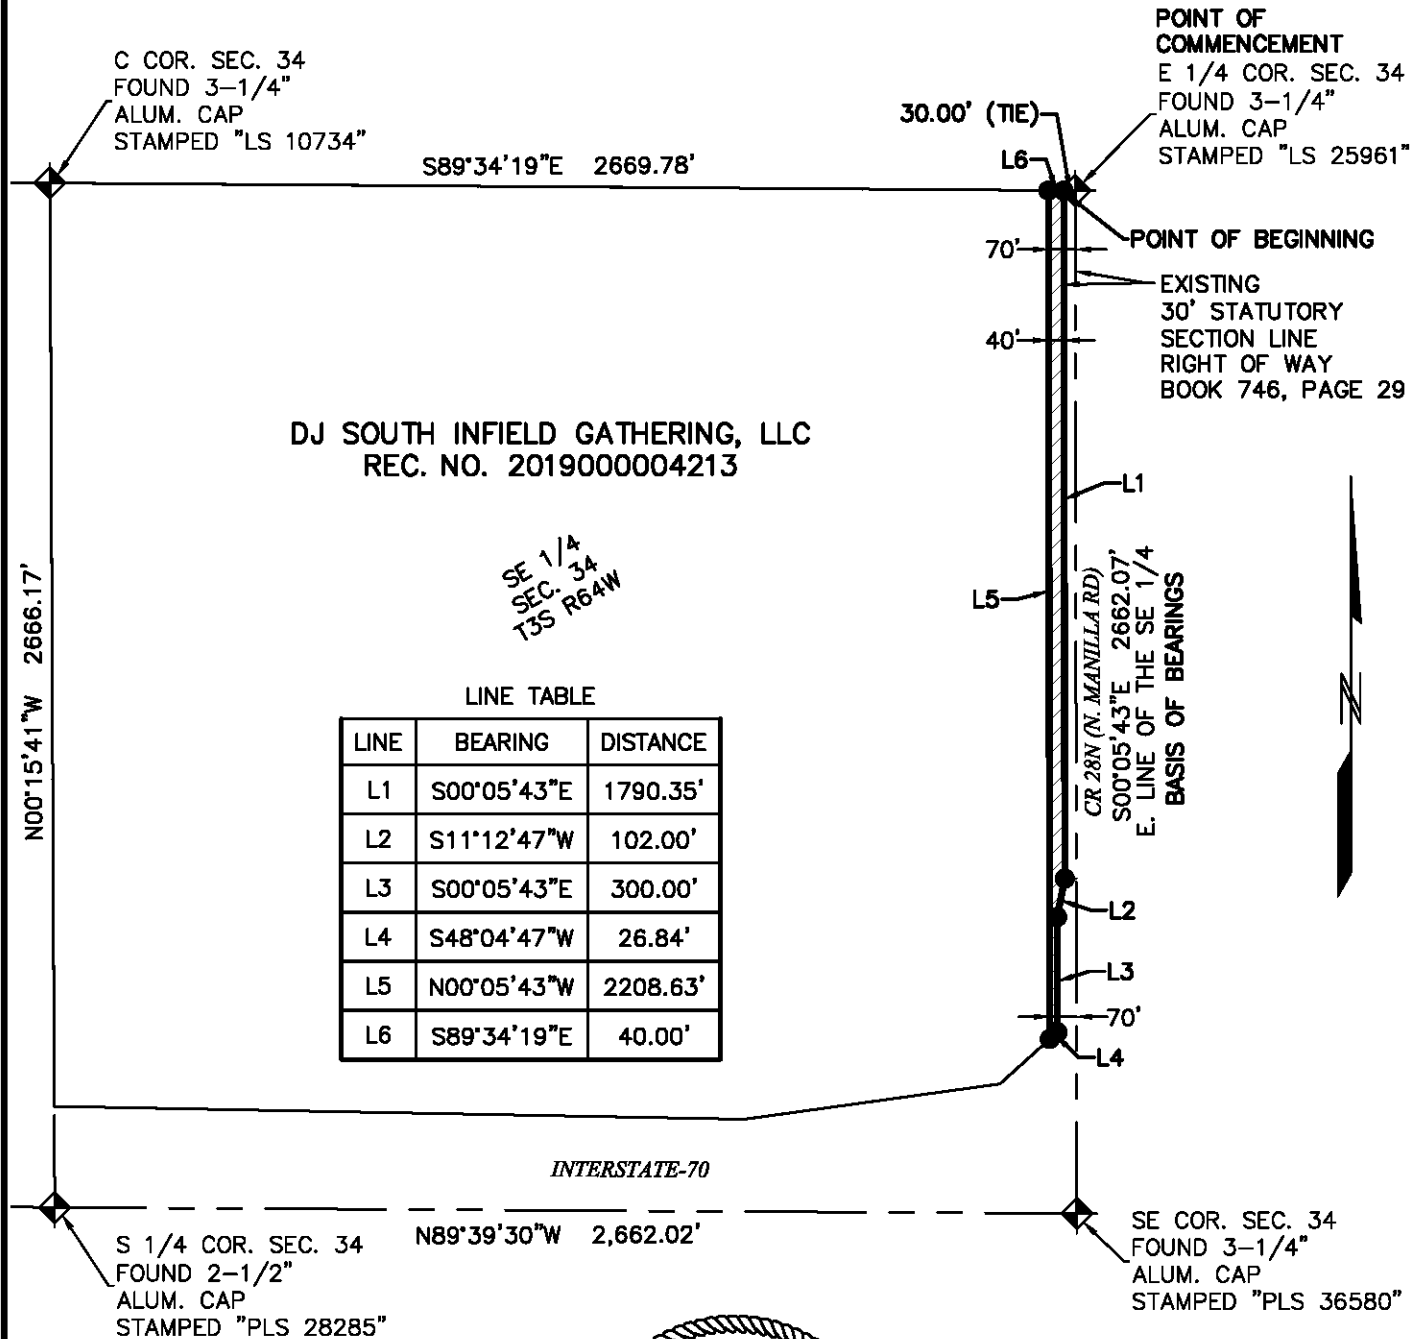 POINT OF
COMMENCEMENT
E 1/4 COR. SEC. 34
FOUND 3-1/4"
ALUM. CAP
STAMPED "LS 25961"
C COR. SEC. 34
FOUND 3-1/4"
ALUM. CAP
STAMPED "LS 10734"
30.00' (TIE)
L6
S89°34'19"E 2669.78'
POINT OF BEGINNING
70'
EXISTING
30' STATUTORY
SECTION LINE
RIGHT OF WAY
BOOK 746, PAGE 29
40'
DJ SOUTH INFIELD GATHERING, LLC
REC. NO. 2019000004213
L1
SE 1/4
SEC. 34
T3S R64W
N00°15'41"W 2666.17'
L5
CR 28N (N. MANILLA RD)
S00°05'43"E 2662.07'
E. LINE OF THE SE 1/4
BASIS OF BEARINGS
N
LINE TABLE
LINE BEARING DISTANCE
L1 S00°05'43"E 1790.35'
L2 S11°12'47"W 102.00'
L3 S00°05'43"E 300.00'
L4 S48°04'47"W 26.84'
L5 N00°05'43"W 2208.63'
L6 S89°34'19"E 40.00'
L2
L3
70'
L4
INTERSTATE-70
N89°39'30"W 2,662.02'
S 1/4 COR. SEC. 34
FOUND 2-1/2"
ALUM. CAP
STAMPED "PLS 28285"
SE COR. SEC. 34
FOUND 3-1/4"
ALUM. CAP
STAMPED "PLS 36580"